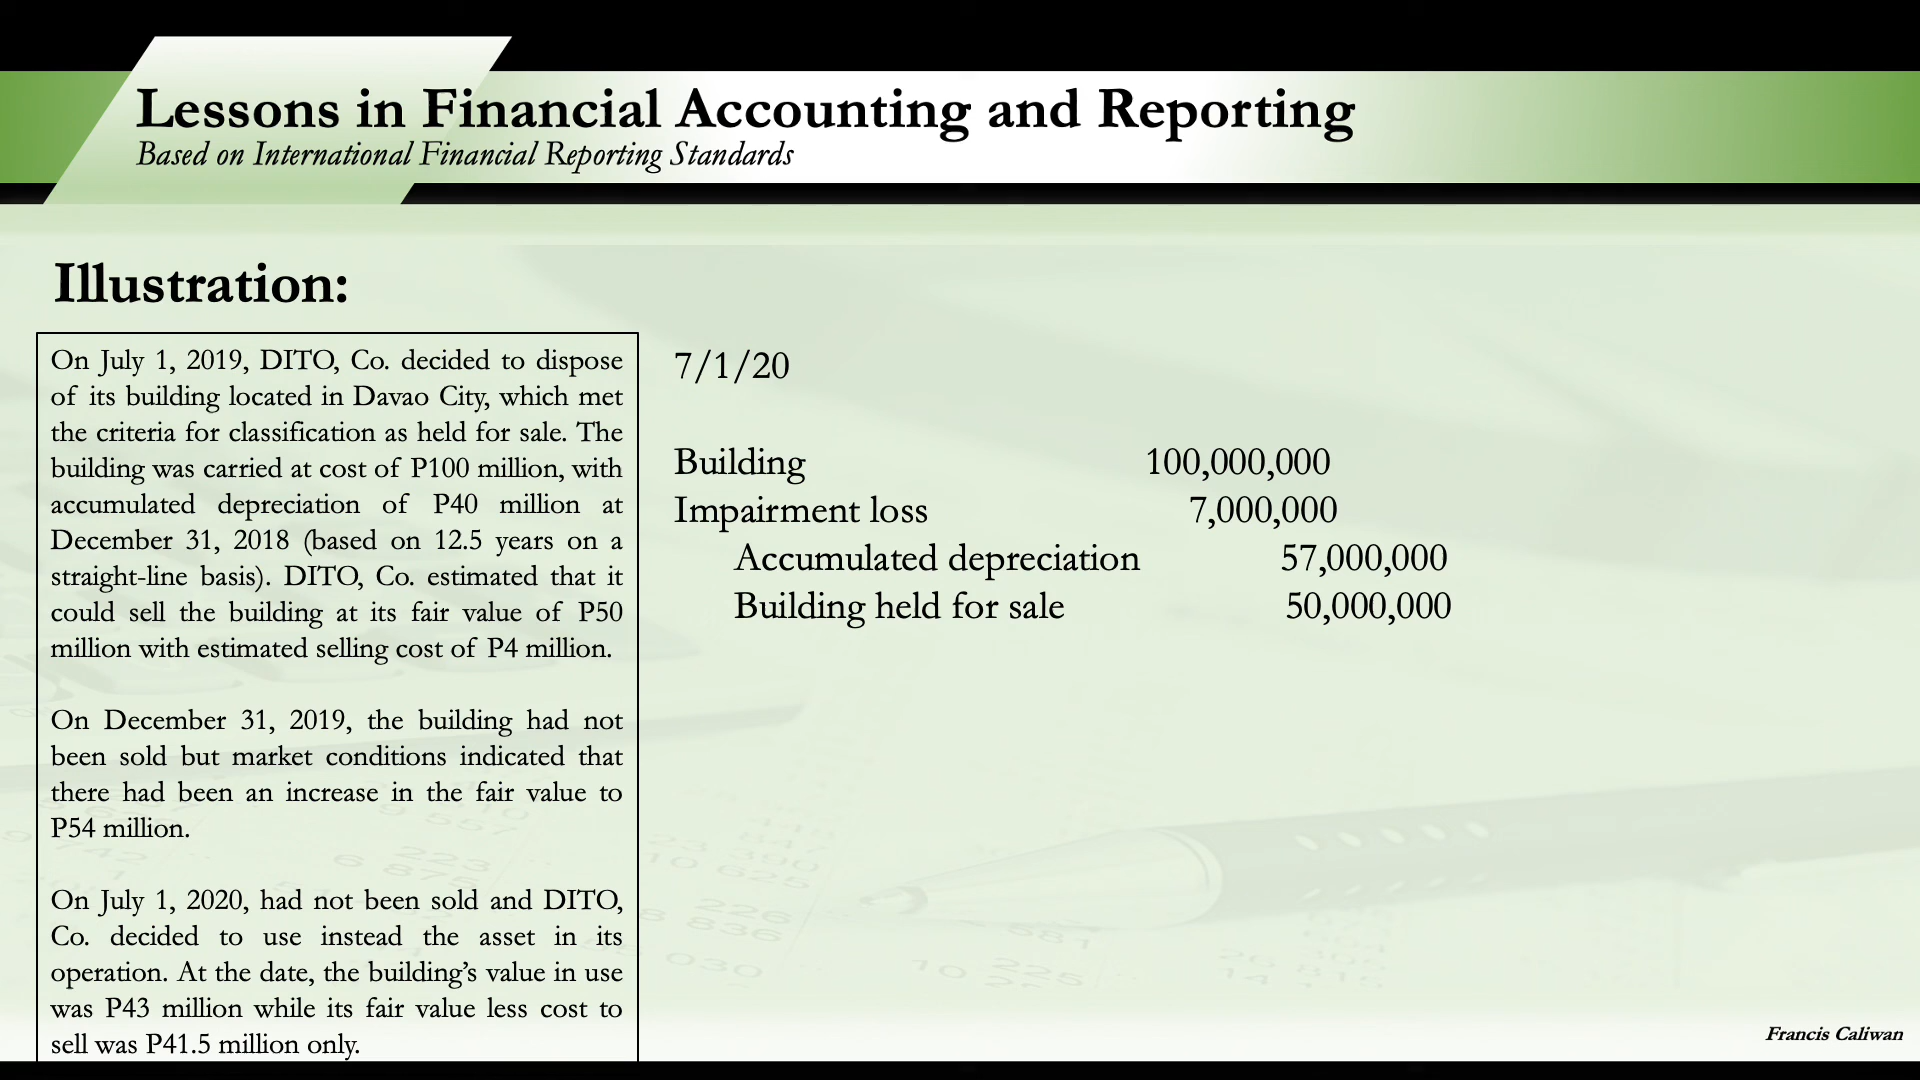 Lessons in Financial Accounting and Reporting
Based on International Financial Reporting Standards
Illustration:
On July 1, 2019, DITO, Co. decided to dispose
of its building located in Davao City, which met
the criteria for classification as held for sale. The
building was carried at cost of P100 million, with
accumulated depreciation of P40 million at
December 31, 2018 (based on 12.5 years on a
straight-line basis). DITO, Co. estimated that it
could sell the building at its fair value of P50
million with estimated selling cost of P4 million.
On December 31, 2019, the building had not
been sold but market conditions indicated that
there had been an increase in the fair value to
P54 million.
On July 1, 2020, had not been sold and DITO,
Co. decided to use instead the asset in its
operation. At the date, the building’s value in use
was P43 million while its fair value less cost to
sell was P41.5 million only.
7/1/20
Building 100,000,000
Impairment loss 7,000,000
Accumulated depreciation 57,000,000
Building held for sale 50,000,000
Francis Caliwan